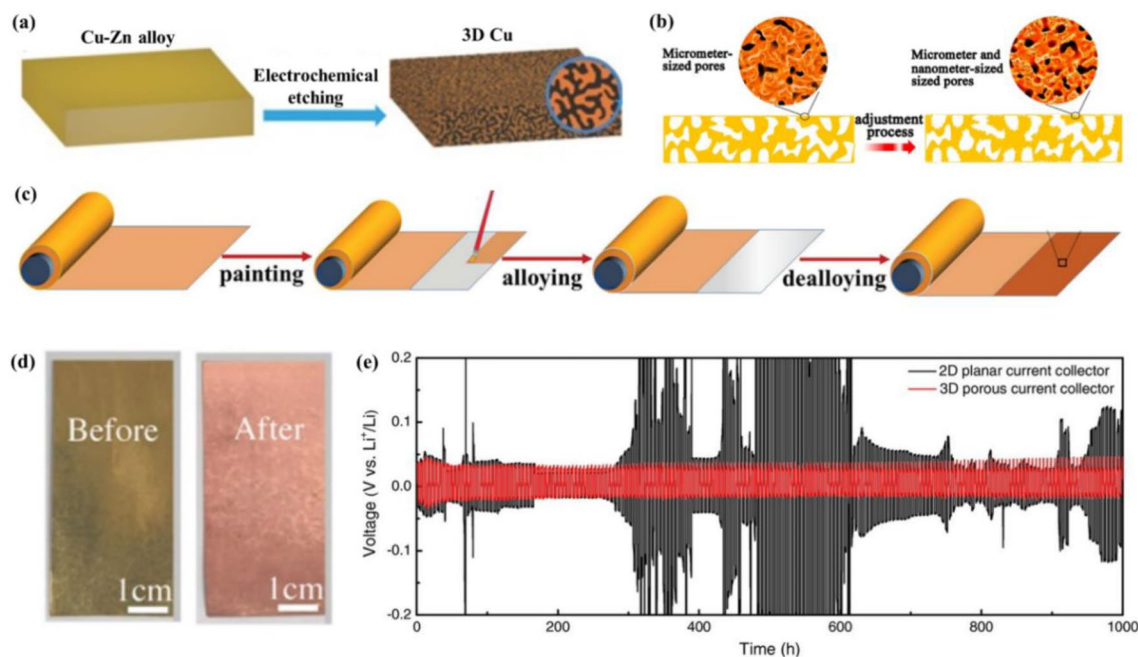 (a)
Cu-Zn alloy
Electrochemical
etching
3D Cu
(b)
Micrometer-
sized pores
Micrometer and
nanometer-sized
sized pores
adjustment
process
(c)
painting
alloying
dealloying
(d)
Before
1cm
After
1cm
(e)
2D planar current collector
3D porous current collector
Voltage (V vs. Li⁺/Li)
0.2
0.1
0.0
-0.1
-0.2
0
200
400
600
800
1000
Time (h)